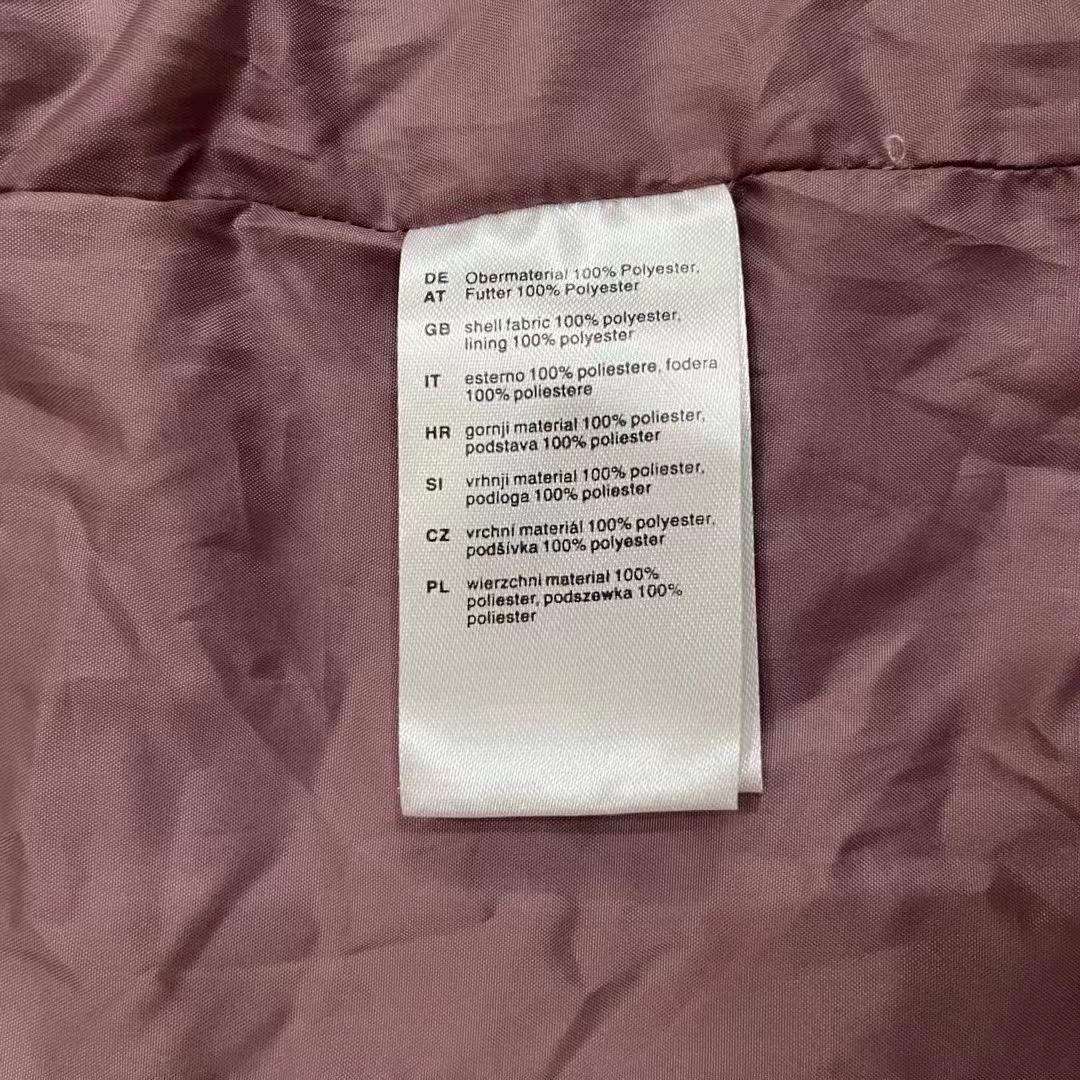 DE Obermaterial 100% Polyester,
AT Futter 100% Polyester
GB shell fabric 100% polyester,
lining 100% polyester
IT esterno 100% poliestere, fodera
100% poliestere
HR gornji material 100% poliester,
podstava 100% poliester
SI vrhnji material 100% poliester,
podloga 100% poliester
CZ vrchní materiál 100% polyester,
podšívka 100% polyester
PL wierzchni material 100%
poliester, podszewka 100%
poliester